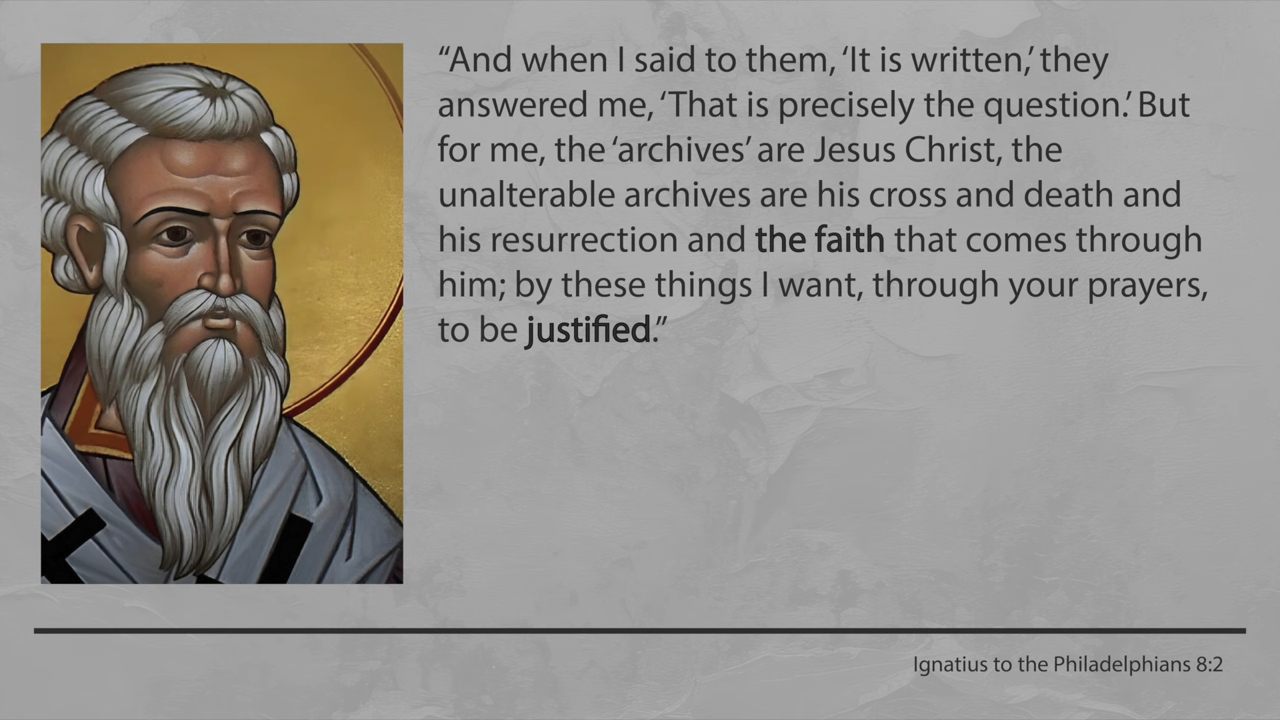 “And when I said to them, ‘It is written,’ they
answered me, ‘That is precisely the question.’ But
for me, the ‘archives’ are Jesus Christ, the
unalterable archives are his cross and death and
his resurrection and the faith that comes through
him; by these things I want, through your prayers,
to be justified.”
Ignatius to the Philadelphians 8:2